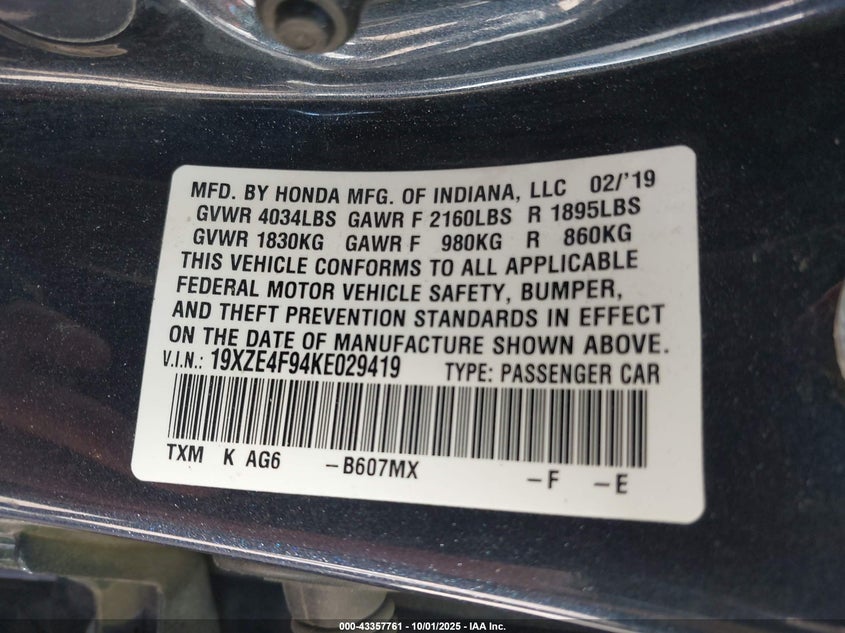 MFD. BY HONDA MFG. OF INDIANA, LLC 02/'19
GVWR 4034LBS GAWR F 2160LBS R 1895LBS
GVWR 1830KG GAWR F 980KG R 860KG
THIS VEHICLE CONFORMS TO ALL APPLICABLE
FEDERAL MOTOR VEHICLE SAFETY, BUMPER,
AND THEFT PREVENTION STANDARDS IN EFFECT
ON THE DATE OF MANUFACTURE SHOWN ABOVE.
V.I.N.: 19XZE4F94KE029419 TYPE: PASSENGER CAR
TXM K AG6 -B607MX -F -E
000-43357761 - 10/01/2025 - IAA Inc.